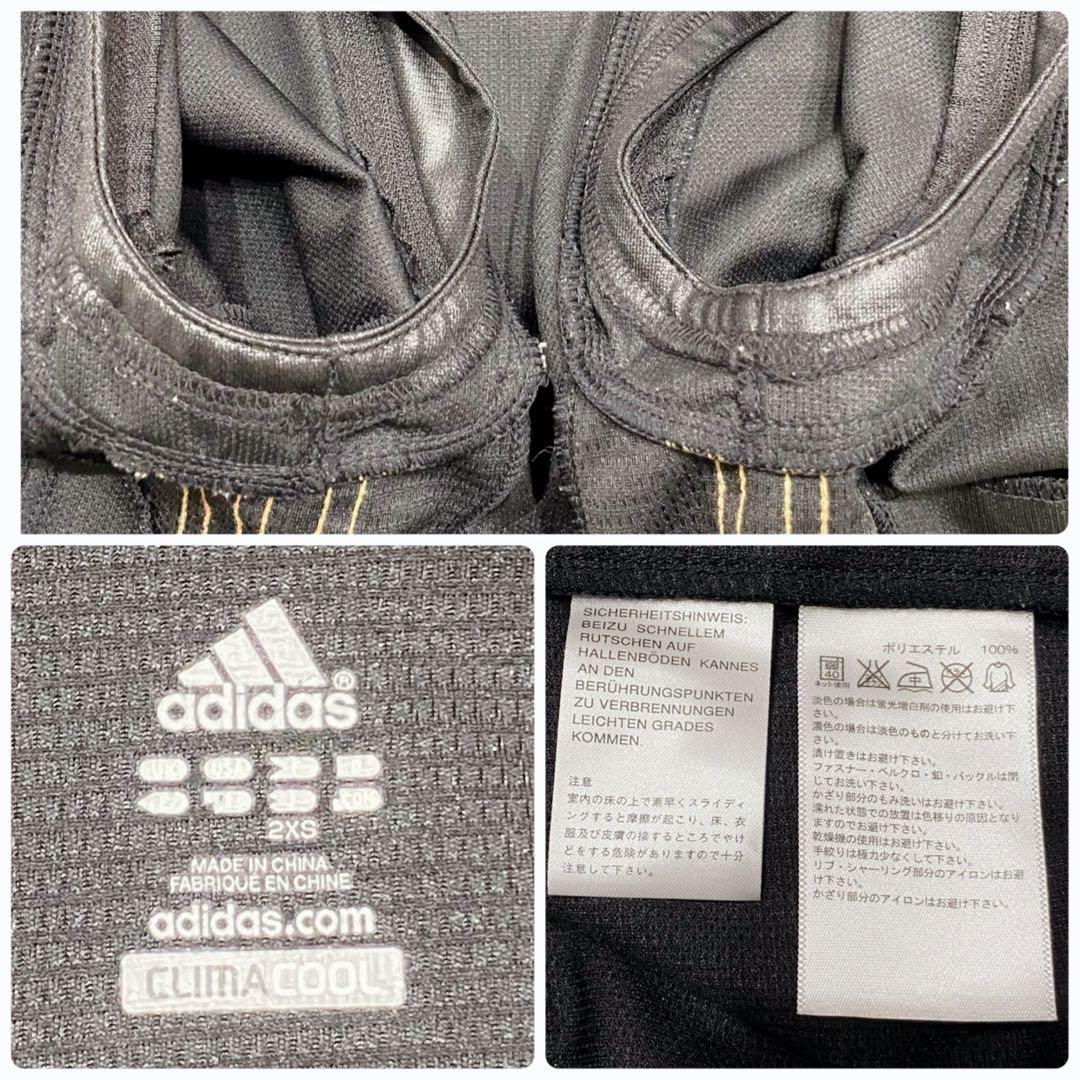 adidas®
UK USA
2XS
MADE IN CHINA
FABRIQUE EN CHINE
adidas.com
CLIMACOOL
SICHERHEITSHINWEIS:
BEIZU SCHNELLEM
RUTSCHEN AUF
HALLENBÖDEN KANNES
AN DEN
BERÜHRUNGSPUNKTEN
ZU VERBRENNUNGEN
LEICHTEN GRADES
KOMMEN.
注意
室内の床の上で素早くスライディ
ングすると摩擦が起こり、床、衣
服及び皮膚の接するところでやけ
どをする危険がありますので十分
注意して下さい。
ポリエステル 100%
40 中
ネット使用
淡色の場合は蛍光増白剤の使用はお避け下
さい。
濃色の場合は淡色のものと分けてお洗い下
さい。
漬け置きはお避け下さい。
ファスナー・ベルクロ・釦・バックルは閉
じてお洗い下さい。
かざり部分のもみ洗いはお避け下さい。
濡れた状態での放置は色移りの原因となり
ますのでお避け下さい。
乾燥機の使用はお避け下さい。
手絞りは極力少なくして下さい。
リブ・シャーリング部分のアイロンはお避
け下さい。
かざり部分のアイロンはお避け下さい。